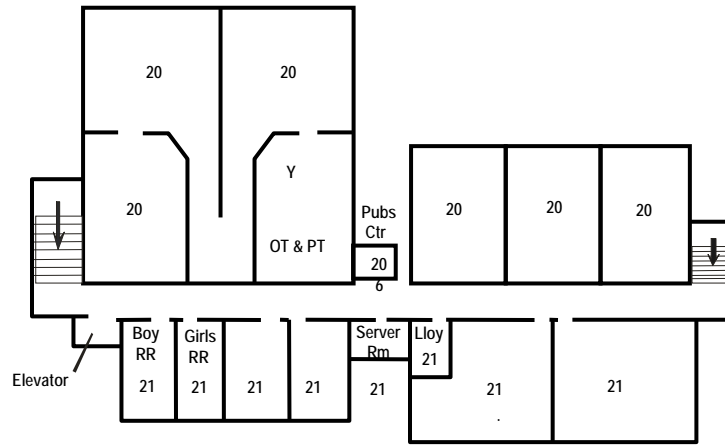 20
20
Y
20
OT & PT
Pubs
Ctr
20
6
20
20
20
Boy
RR
Girls
RR
Server
Rm
Lloy
21
21
21
21
21
21
21
21
Elevator